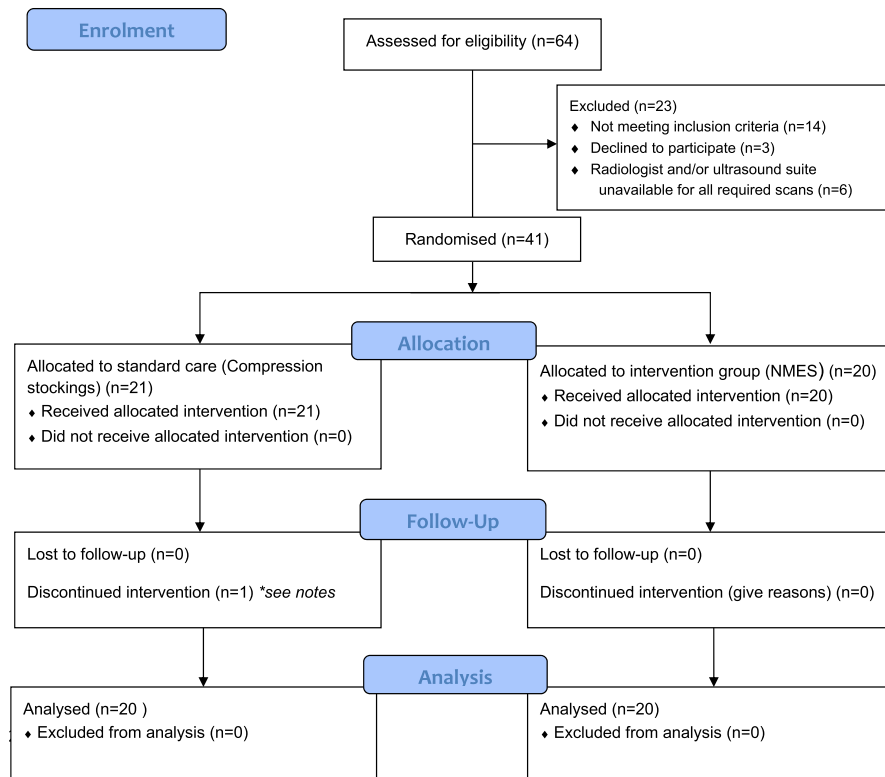 Enrolment
Assessed for eligibility (n=64)
Excluded (n=23)
♦ Not meeting inclusion criteria (n=14)
♦ Declined to participate (n=3)
♦ Radiologist and/or ultrasound suite
unavailable for all required scans (n=6)
Randomised (n=41)
Allocation
Allocated to standard care (Compression
stockings) (n=21)
♦ Received allocated intervention (n=21)
♦ Did not receive allocated intervention (n=0)
Allocated to intervention group (NMES) (n=20)
♦ Received allocated intervention (n=20)
♦ Did not receive allocated intervention (n=0)
Follow-Up
Lost to follow-up (n=0)
Discontinued intervention (n=1) *see notes
Lost to follow-up (n=0)
Discontinued intervention (give reasons) (n=0)
Analysis
Analysed (n=20 )
♦ Excluded from analysis (n=0)
Analysed (n=20)
♦ Excluded from analysis (n=0)